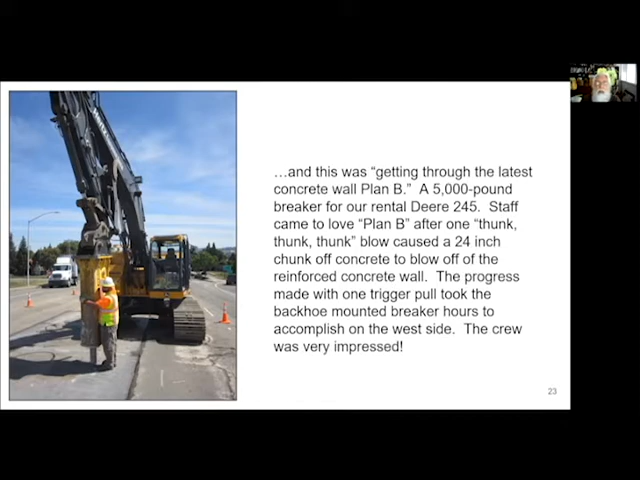 …and this was “getting through the latest
concrete wall Plan B.”  A 5,000-pound
breaker for our rental Deere 245.  Staff
came to love “Plan B” after one “thunk,
thunk, thunk” blow caused a 24 inch
chunk off concrete to blow off of the
reinforced concrete wall.  The progress
made with one trigger pull took the
backhoe mounted breaker hours to
accomplish on the west side.  The crew
was very impressed!
23